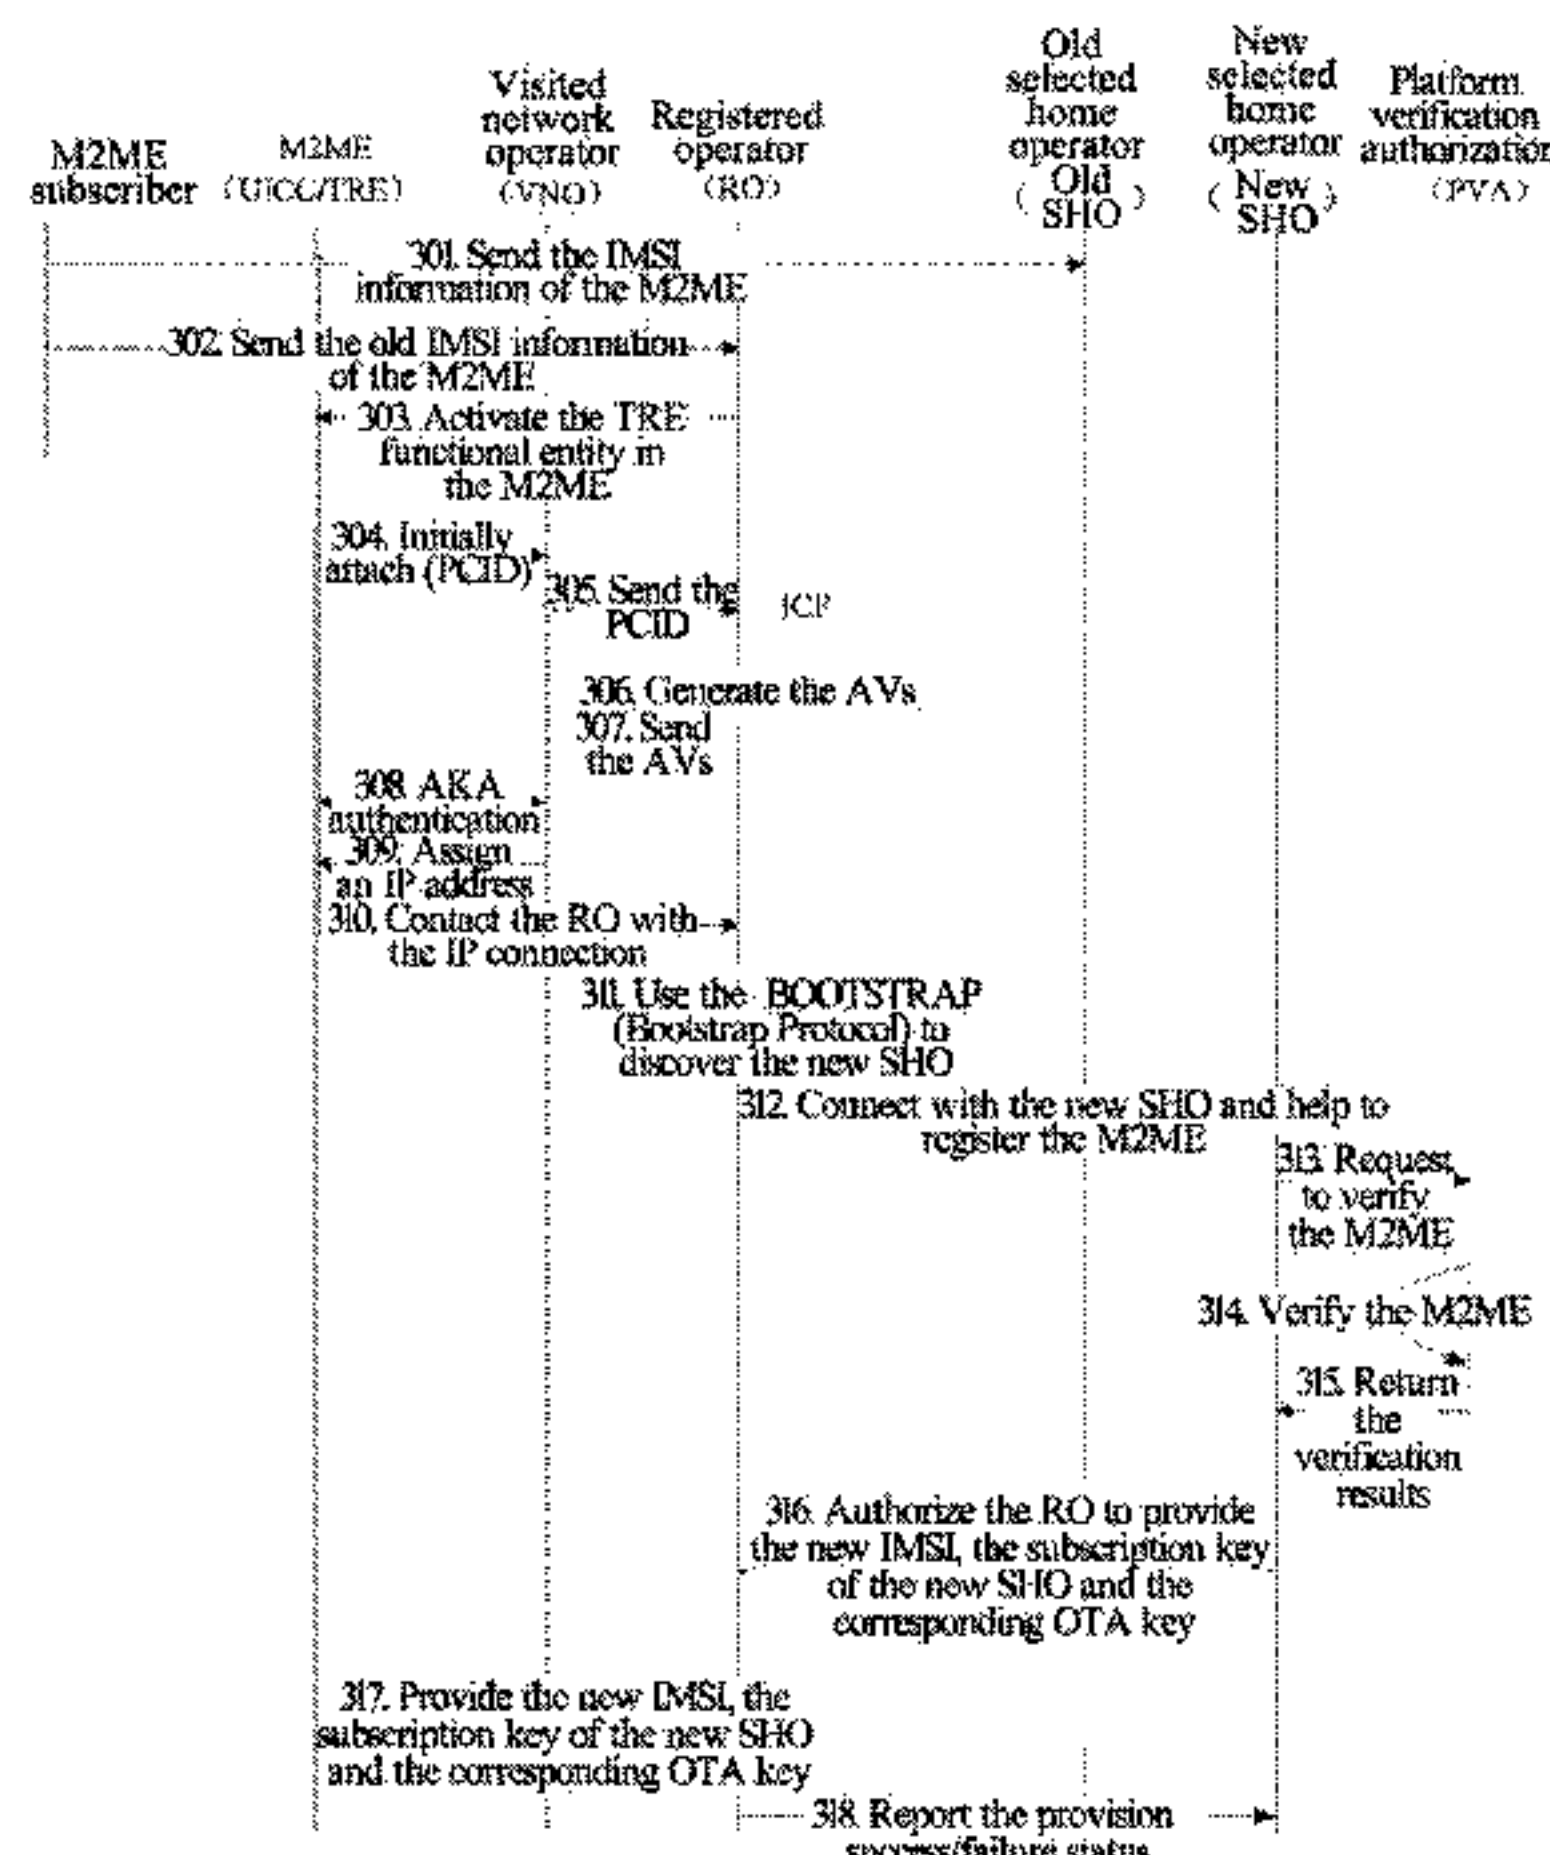 M2ME
subscriber
M2ME
(UICC/TRE)
Visited
network
operator
(VNO)
Registered
operator
(RO)
Old
selected
home
operator
( Old )
SHO
New
selected
home
operator
( New )
SHO
Platform
verification
authorization
(PVA)
301. Send the IMSI
information of the M2ME
302. Send the old IMSI information
of the M2ME
303. Activate the TRE
functional entity in
the M2ME
304. Initially
attach (PCID)
305. Send the
PCID
306. Generate the AVs
307. Send
the AVs
308. AKA
authentication
309. Assign
an IP address
310. Contact the RO with
the IP connection
311. Use the BOOTSTRAP
(Bootstrap Protocol) to
discover the new SHO
312. Connect with the new SHO and help to
register the M2ME
313. Request
to verify
the M2ME
314. Verify the M2ME
315. Return
the
verification
results
316. Authorize the RO to provide
the new IMSI, the subscription key
of the new SHO and the
corresponding OTA key
317. Provide the new IMSI, the
subscription key of the new SHO
and the corresponding OTA key
318. Report the provision
success/failure status